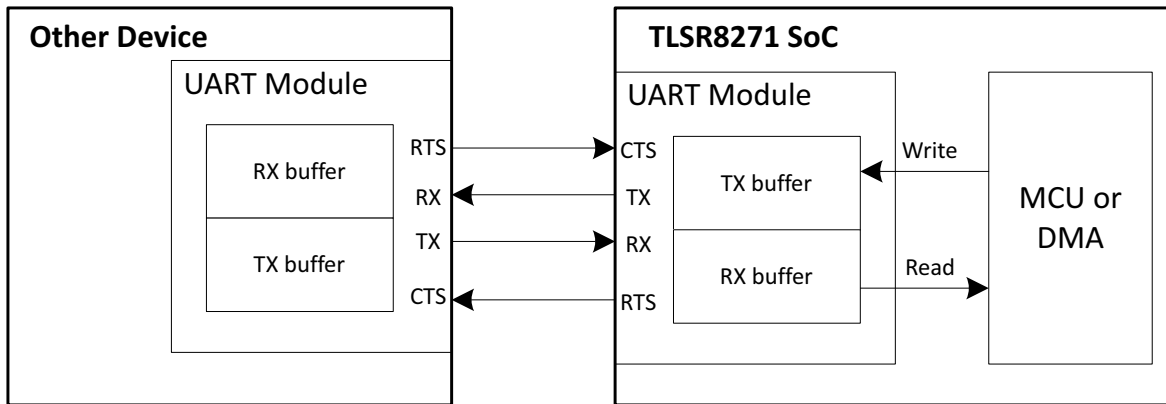 Other Device
UART Module
RX buffer
TX buffer
RTS
RX
TX
CTS
TLSR8271 SoC
UART Module
CTS
TX
RX
RTS
TX buffer
RX buffer
Write
Read
MCU or
DMA